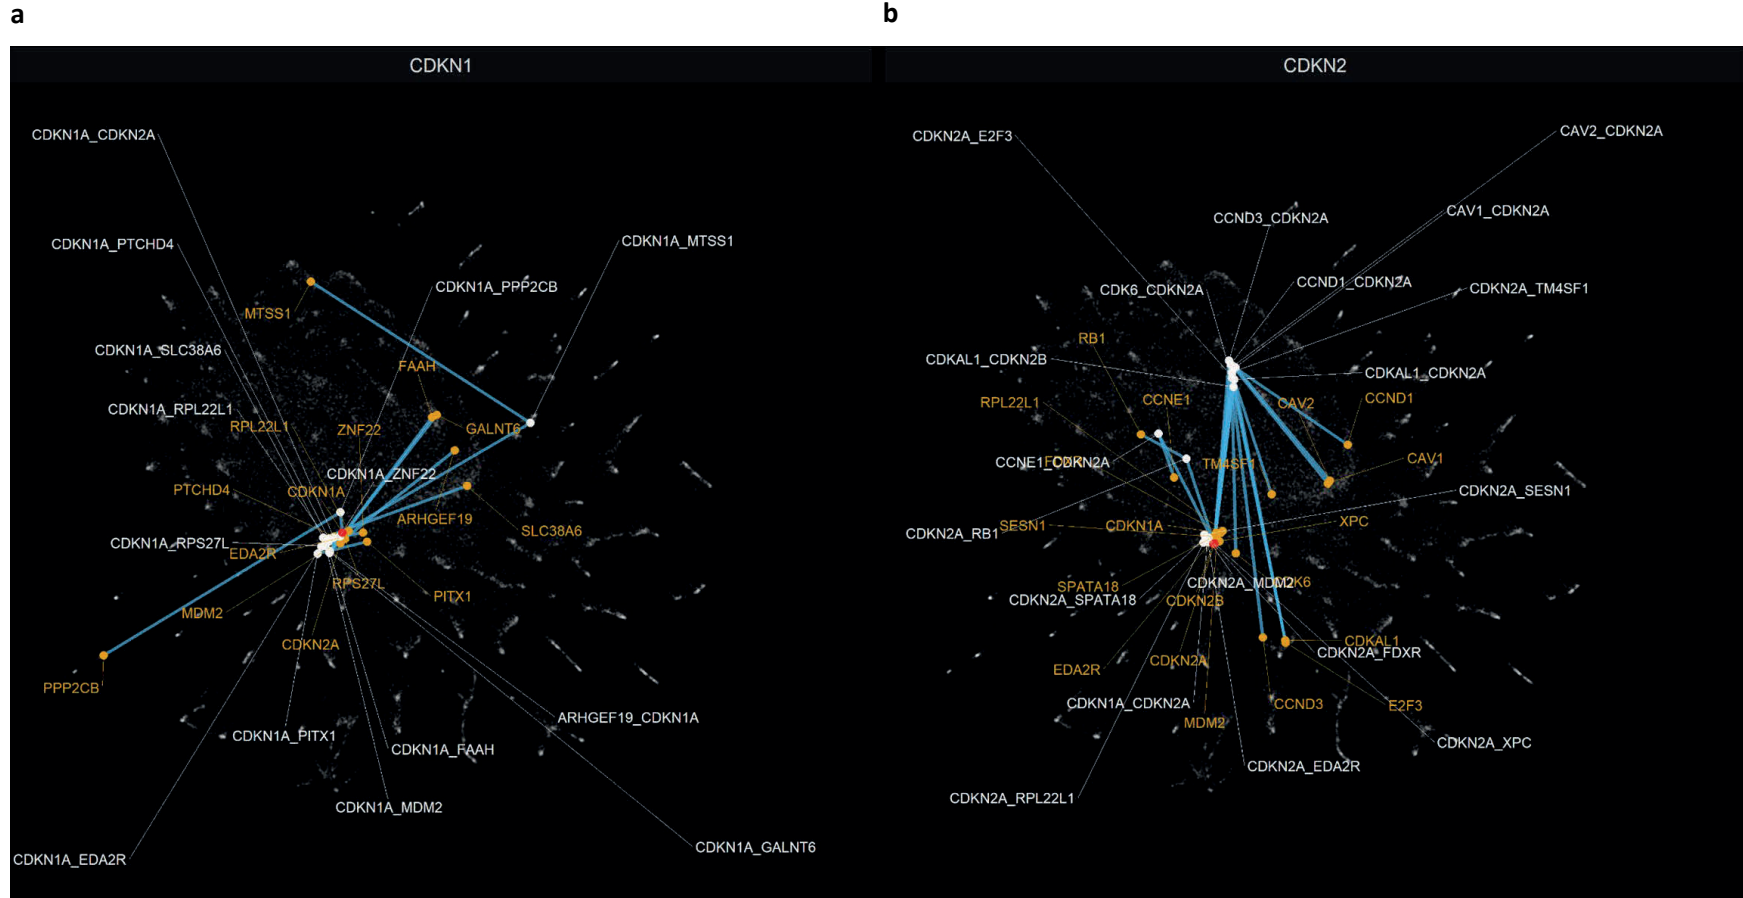 a
b
CDKN1
CDKN2
CDKN1A_CDKN2A
CDKN1A_PTCHD4
CDKN1A_MTSS1
CDKN1A_PPP2CB
MTSS1
CDKN1A_SLC38A6
FAAH
CDKN1A_RPL22L1
RPL22L1
ZNF22
GALNT6
CDKN1A_ZNF22
PTCHD4
CDKN1A
ARHGEF19
SLC38A6
CDKN1A_RPS27L
EDA2R
RPS27L
PITX1
MDM2
CDKN2A
PPP2CB
ARHGEF19_CDKN1A
CDKN1A_PITX1
CDKN1A_FAAH
CDKN1A_MDM2
CDKN1A_GALNT6
CDKN1A_EDA2R
CDKN2A_E2F3
CAV2_CDKN2A
CCND3_CDKN2A
CAV1_CDKN2A
CDK6_CDKN2A
CCND1_CDKN2A
CDKN2A_TM4SF1
RB1
CDKAL1_CDKN2B
CDKAL1_CDKN2A
RPL22L1
CCNE1
CAV2
CCND1
CCNE1_CDKN2A
TM4SF1
CAV1
CDKN2A_SESN1
SESN1
CDKN1A
XPC
CDKN2A_RB1
SPATA18
CDKN2A_MDM2
CDKN2A_SPATA18
CDKN2B
CDKAL1
CDKN2A_FDXR
EDA2R
CDKN2A
CDKN1A_CDKN2A
CCND3
E2F3
MDM2
CDKN2A_XPC
CDKN2A_EDA2R
CDKN2A_RPL22L1